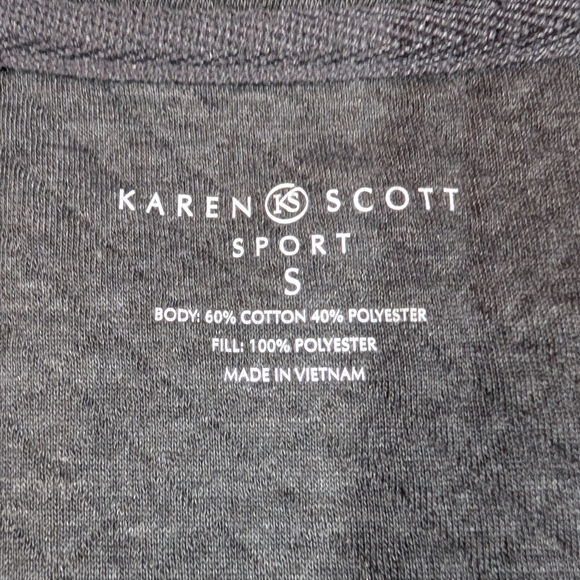 KAREN KS SCOTT
SPORT
S
BODY: 60% COTTON 40% POLYESTER
FILL: 100% POLYESTER
MADE IN VIETNAM